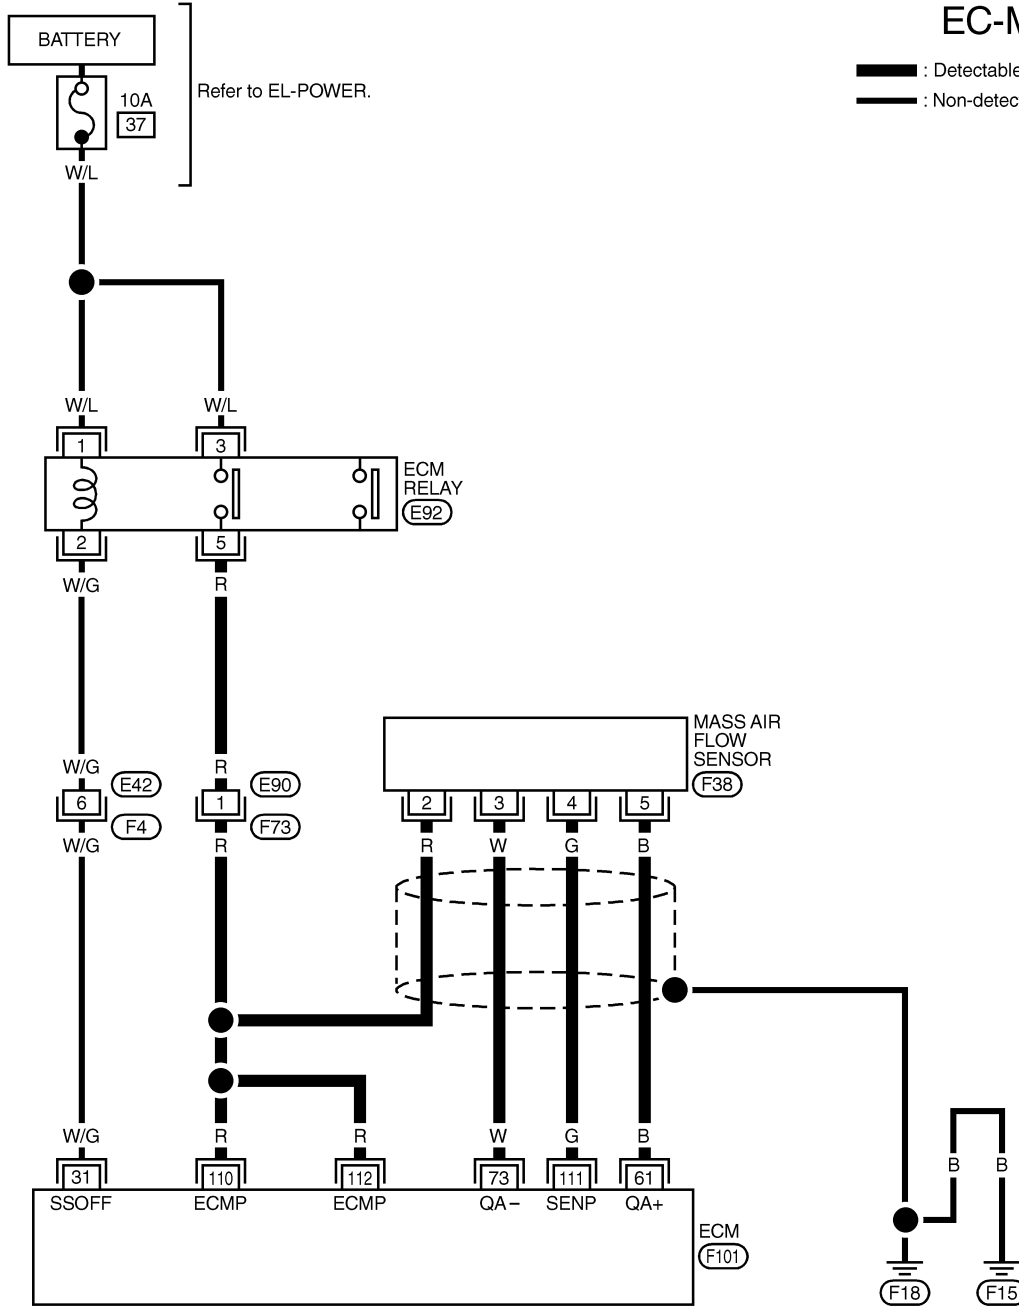 EC-M
BATTERY
: Detectable
10A
Refer to EL-POWER.
: Non-detec
37
W/L
W/L W/L
1 3
ECM
RELAY
E92
2 5
W/G R
W/G R
E42 E90
6 1
F4 F73
W/G R
MASS AIR
FLOW
SENSOR
F38
2 3 4 5
R W G B
W/G R R W G B
31 110 112 73 111 61
SSOFF ECMP ECMP QA− SENP QA+
B B
ECM
F101
F18 F15